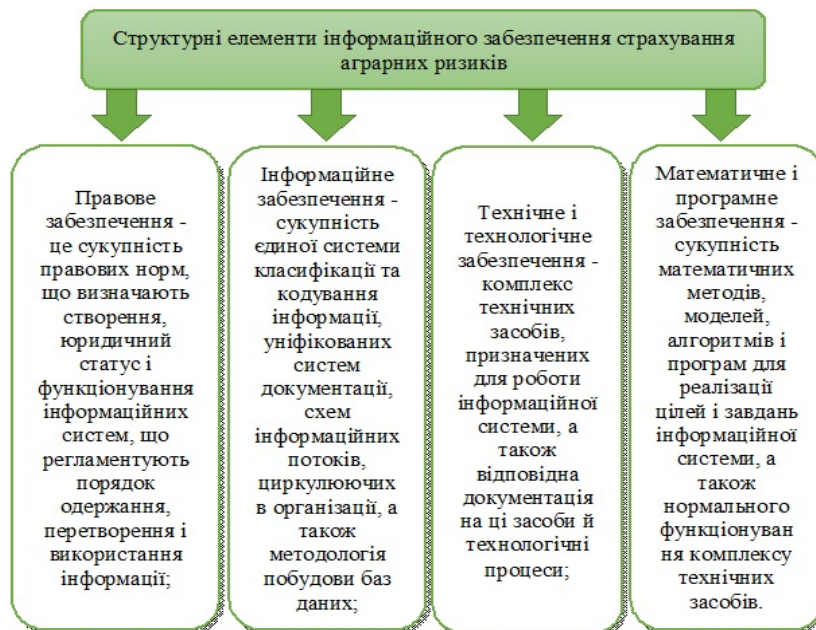 Структурні елементи інформаційного забезпечення страхування
аграрних ризиків
Правове
забезпечення -
це сукупність
правових норм,
що визначають
створення,
юридичний
статус і
функціонування
інформаційних
систем, що
регламентують
порядок
одержання,
перетворення і
використання
інформації;
Інформаційне
забезпечення -
сукупність
єдиної системи
класифікації та
кодування
інформації,
уніфікованих
систем
документації,
схем
інформаційних
потоків,
циркулюючих
в організації, а
також
методологія
побудови баз
даних;
Технічне і
технологічне
забезпечення -
комплекс
технічних
засобів,
призначених
для роботи
інформаційної
системи, а
також
відповідна
документація
на ці засоби й
технологічні
процеси;
Математичне і
програмне
забезпечення -
сукупність
математичних
методів,
моделей,
алгоритмів і
програм для
реалізації
цілей і завдань
інформаційної
системи, а
також
нормального
функціонуван
ня комплексу
технічних
засобів.